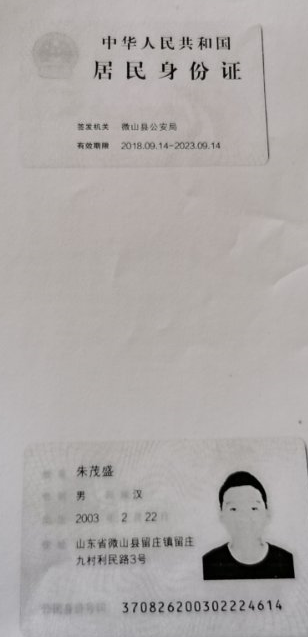 中华人民共和国
居民身份证
签发机关 微山县公安局
有效期限 2018.09.14-2023.09.14
朱茂盛
男 汉
2003 2 22
山东省微山县留庄镇留庄
九村利民路3号
370826200302224614